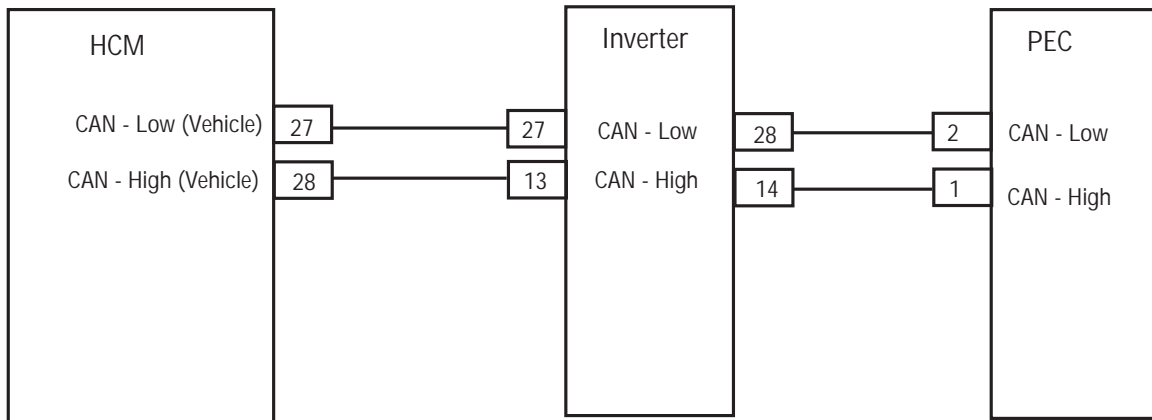 HCM
Inverter
PEC
CAN - Low (Vehicle)
27
27
CAN - Low
28
2
CAN - Low
CAN - High (Vehicle)
28
13
CAN - High
14
1
CAN - High